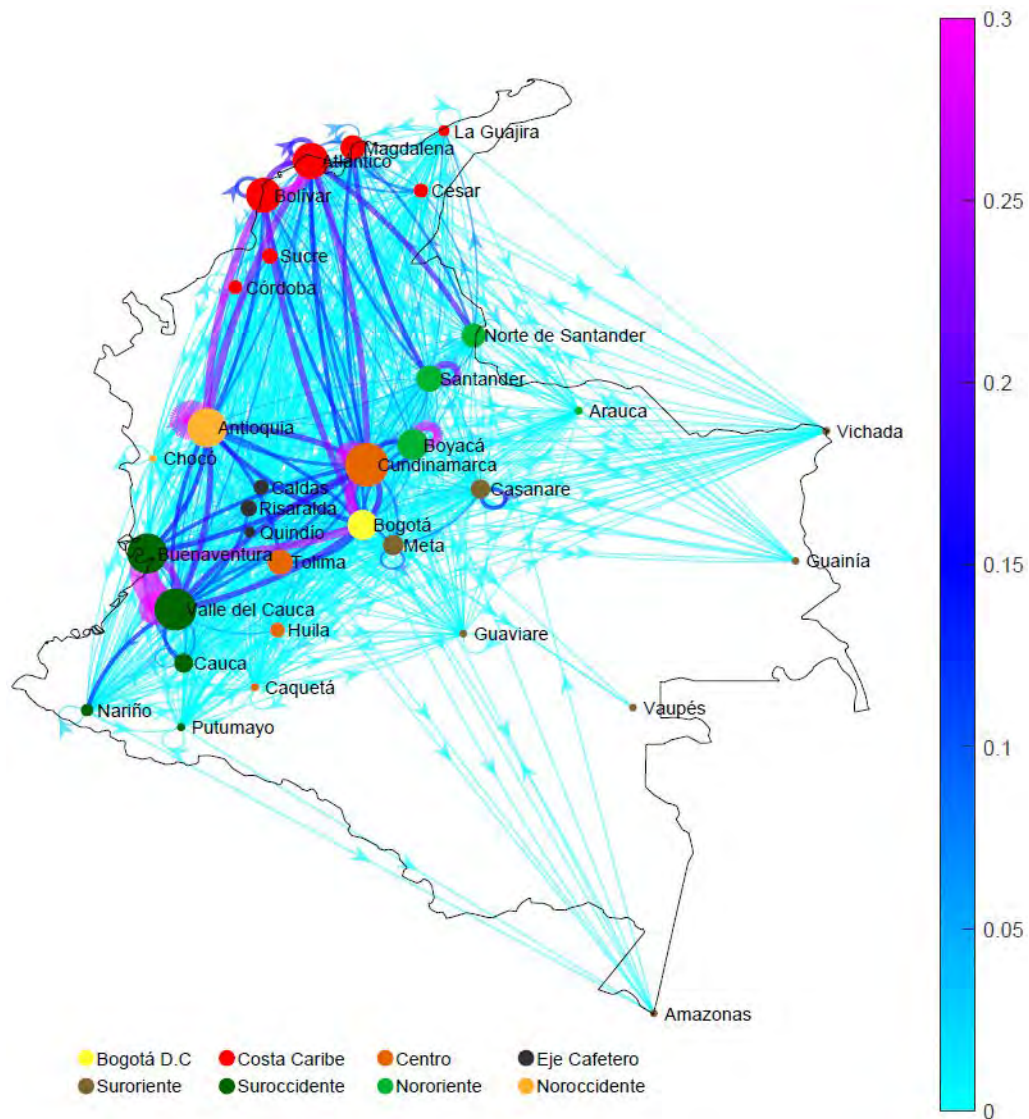 0.3
La Guajira
Magdalena
Atlántico
Cesar
Bolívar
0.25
Sucre
Córdoba
Norte de Santander
0.2
Santander
Arauca
Antioquia
Vichada
Boyacá
Chocó
Cundinamarca
Caldas
Casanare
Risaralda
Bogotá
Quindío
Meta
Buenaventura
0.15
Tolima
Guainía
Valle del Cauca
Huila
Guaviare
Cauca
Caquetá
Vaupés
Nariño
Putumayo
0.1
0.05
Amazonas
Bogotá D.C Costa Caribe Centro Eje Cafetero
Suroriente Suroccidente Nororiente Noroccidente
0